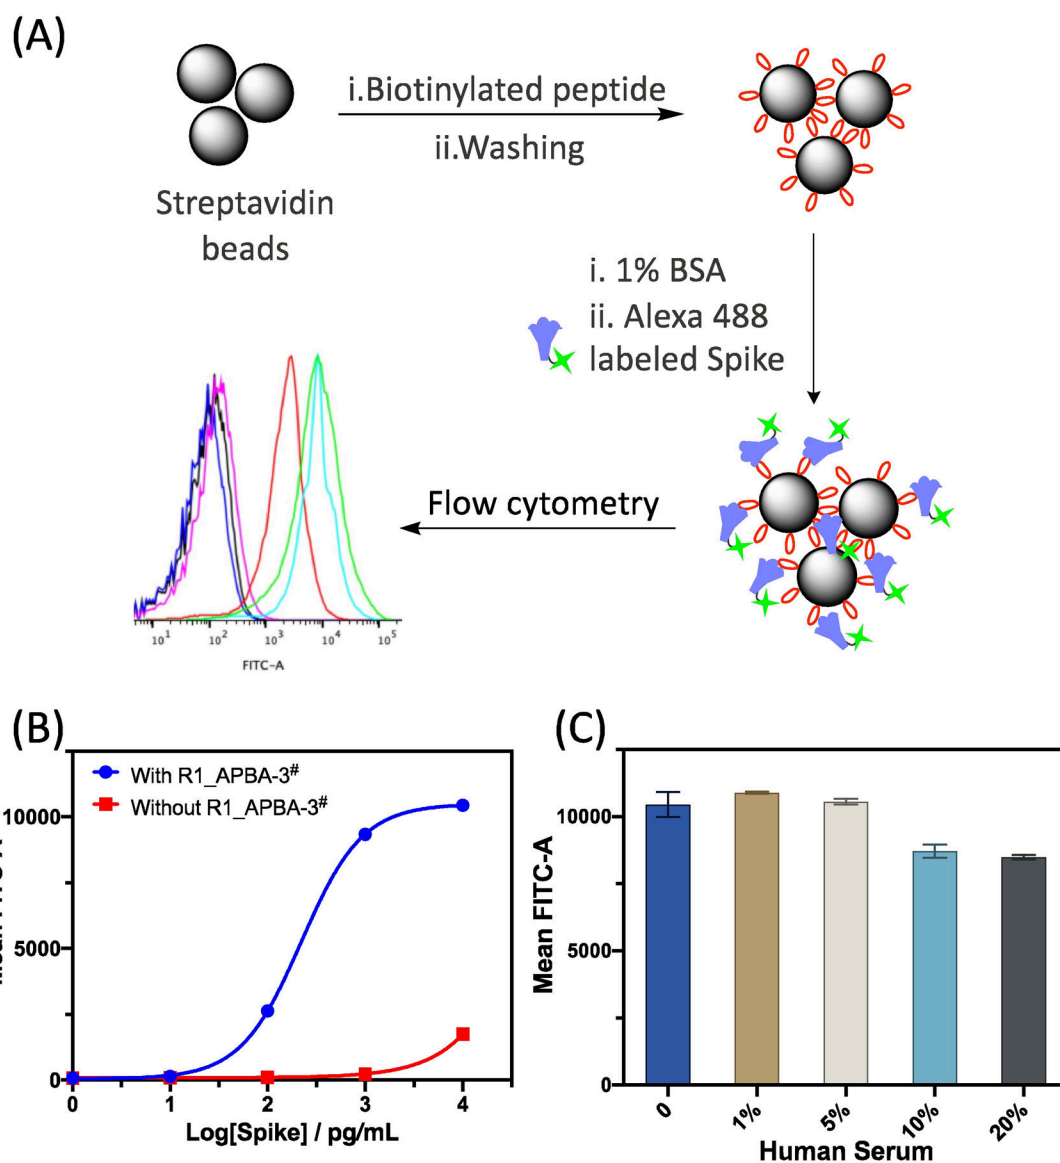 (A)
i.Biotinylated peptide
ii.Washing
Streptavidin
beads
i. 1% BSA
ii. Alexa 488
labeled Spike
Flow cytometry
10¹ 10² 10³ 10⁴ 10⁵
FITC-A
(B)
With R1_APBA-3#
Without R1_APBA-3#
10000
5000
0
0 1 2 3 4
Log[Spike] / pg/mL
(C)
Mean FITC-A
10000
5000
0
0 1% 5% 10% 20%
Human Serum